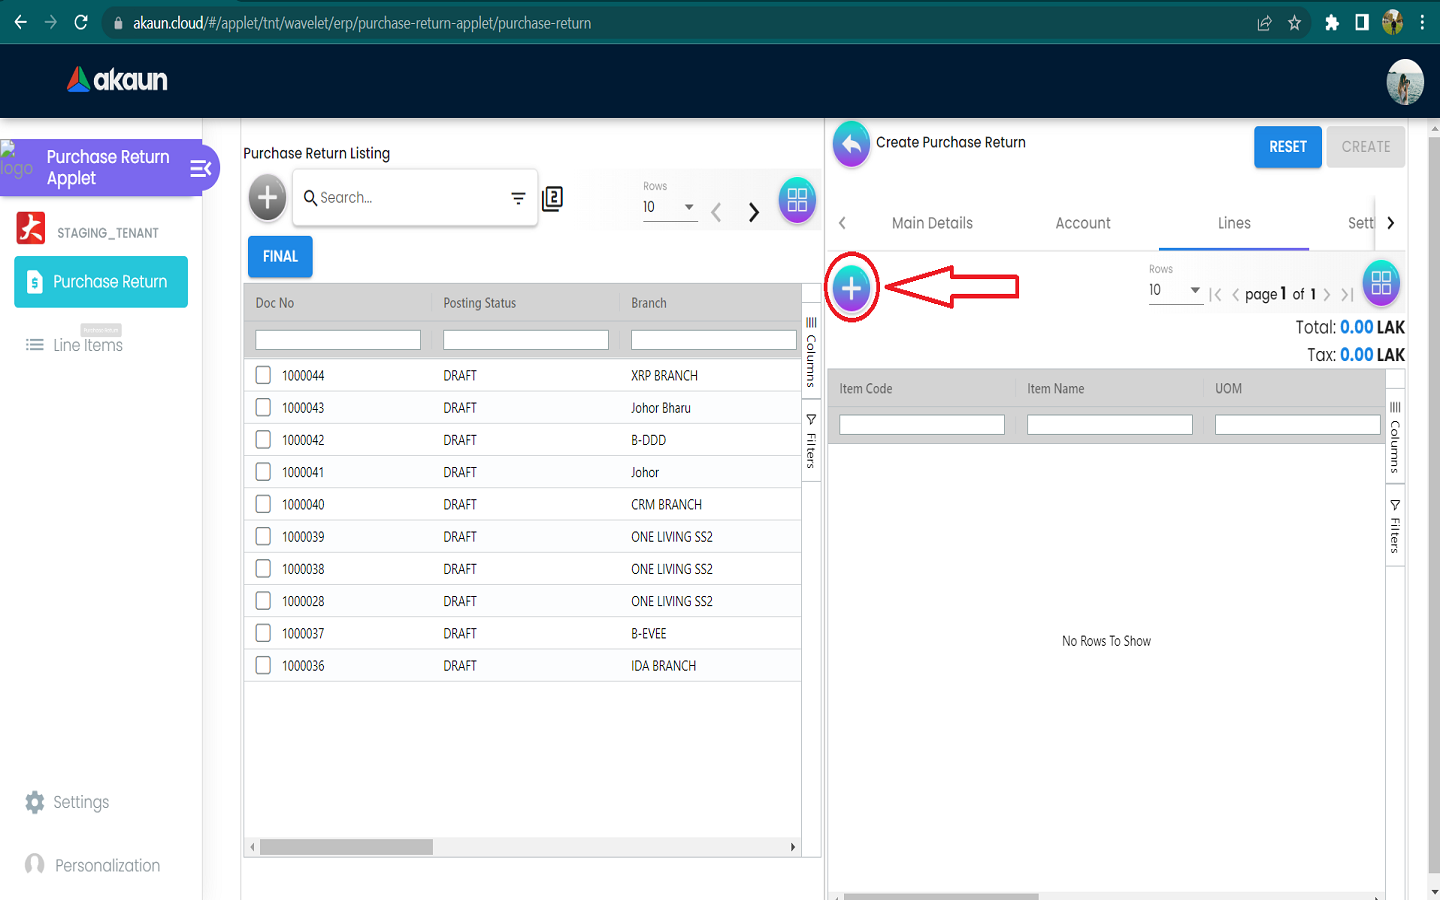 akaun.cloud/#/applet/tnt/wavelet/erp/purchase-return-applet/purchase-return
akaun
logo
Purchase Return
Applet
STAGING_TENANT
Purchase Return
Purchase Return
Line Items
Settings
Personalization
Purchase Return Listing
Search...
2
Rows
10
FINAL
Doc No Posting Status Branch
1000044 DRAFT XRP BRANCH
1000043 DRAFT Johor Bharu
1000042 DRAFT B-DDD
1000041 DRAFT Johor
1000040 DRAFT CRM BRANCH
1000039 DRAFT ONE LIVING SS2
1000038 DRAFT ONE LIVING SS2
1000028 DRAFT ONE LIVING SS2
1000037 DRAFT B-EVEE
1000036 DRAFT IDA BRANCH
Columns
Filters
Create Purchase Return
RESET
CREATE
Main Details Account Lines Setti
Rows
10
page 1 of 1
Total: 0.00 LAK
Tax: 0.00 LAK
Item Code Item Name UOM
No Rows To Show
Columns
Filters